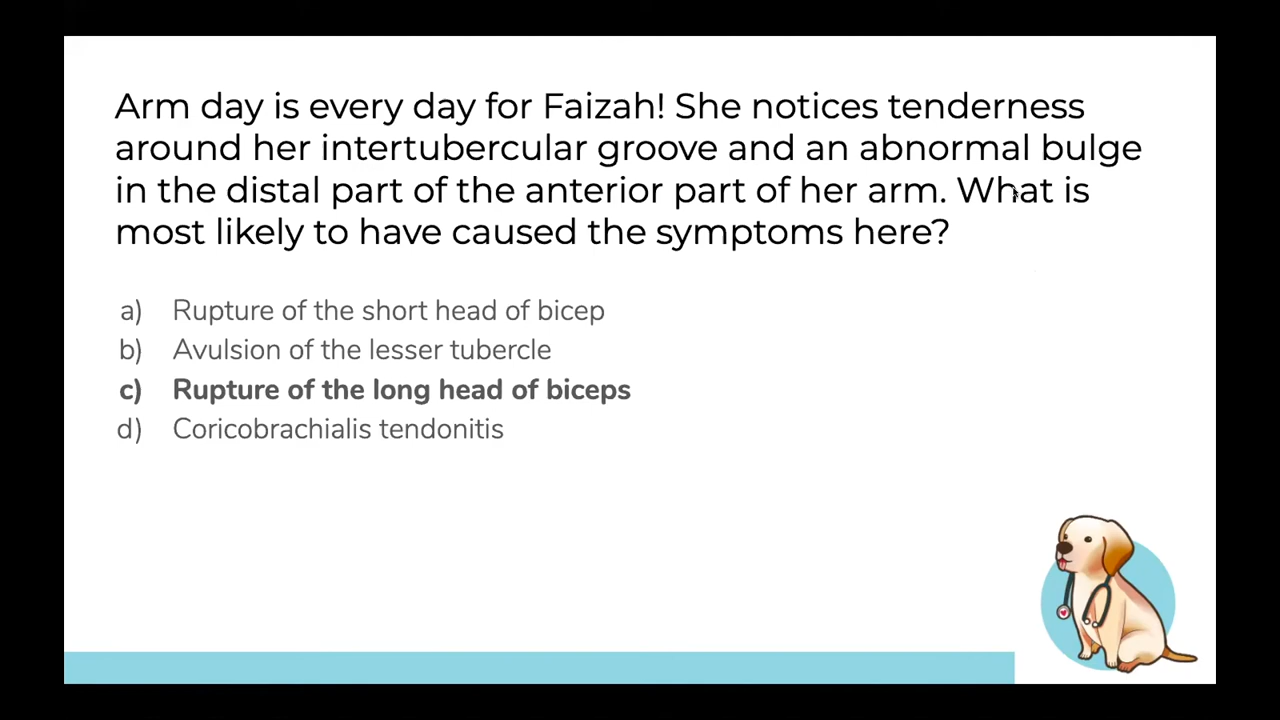 Arm day is every day for Faizah! She notices tenderness
around her intertubercular groove and an abnormal bulge
in the distal part of the anterior part of her arm. What is
most likely to have caused the symptoms here?
a) Rupture of the short head of bicep
b) Avulsion of the lesser tubercle
c) Rupture of the long head of biceps
d) Coricobrachialis tendonitis